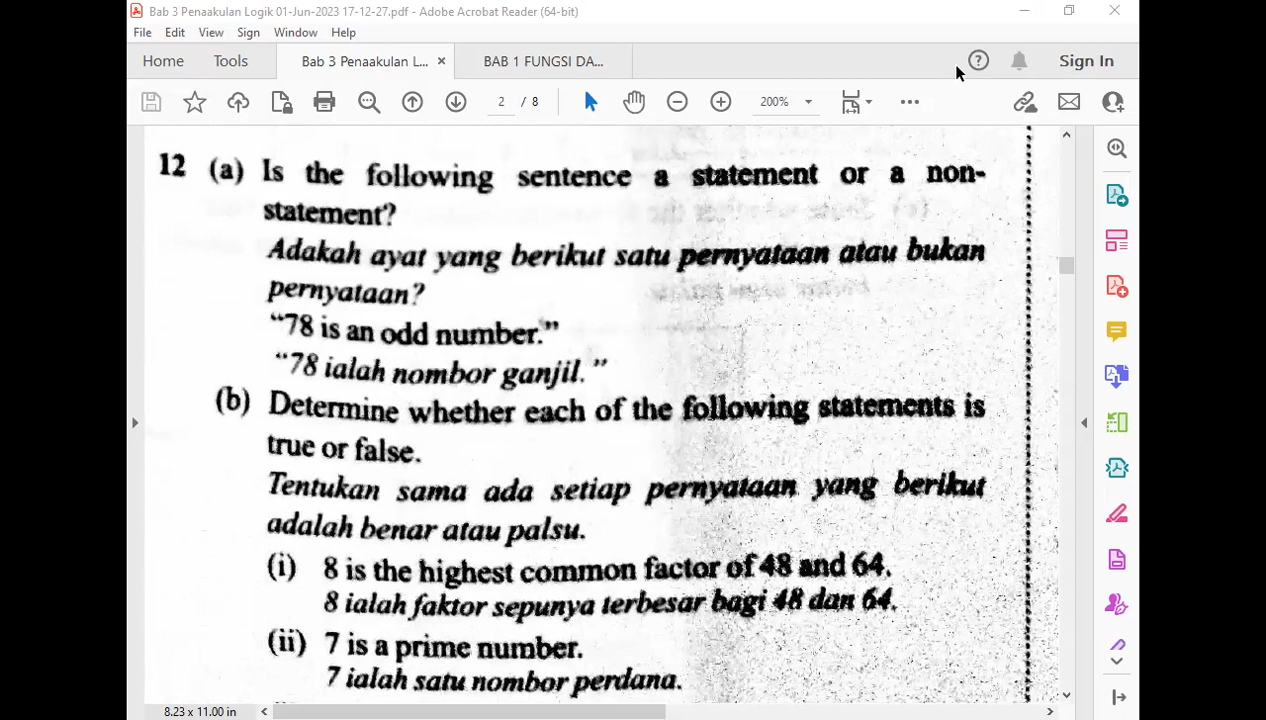 Bab 3 Penaakulan Logik 01-Jun-2023 17-12-27.pdf - Adobe Acrobat Reader (64-bit)
File Edit View Sign Window Help
Home Tools Bab 3 Penaakulan L... × BAB 1 FUNGSI DA... Sign In
2 / 8 200%
12 (a) Is the following sentence a statement or a non-
statement?
Adakah ayat yang berikut satu pernyataan atau bukan
pernyataan?
“78 is an odd number.”
“78 ialah nombor ganjil.”
(b) Determine whether each of the following statements is
true or false.
Tentukan sama ada setiap pernyataan yang berikut
adalah benar atau palsu.
(i) 8 is the highest common factor of 48 and 64.
8 ialah faktor sepunya terbesar bagi 48 dan 64.
(ii) 7 is a prime number.
7 ialah satu nombor perdana.
8.23 x 11.00 in